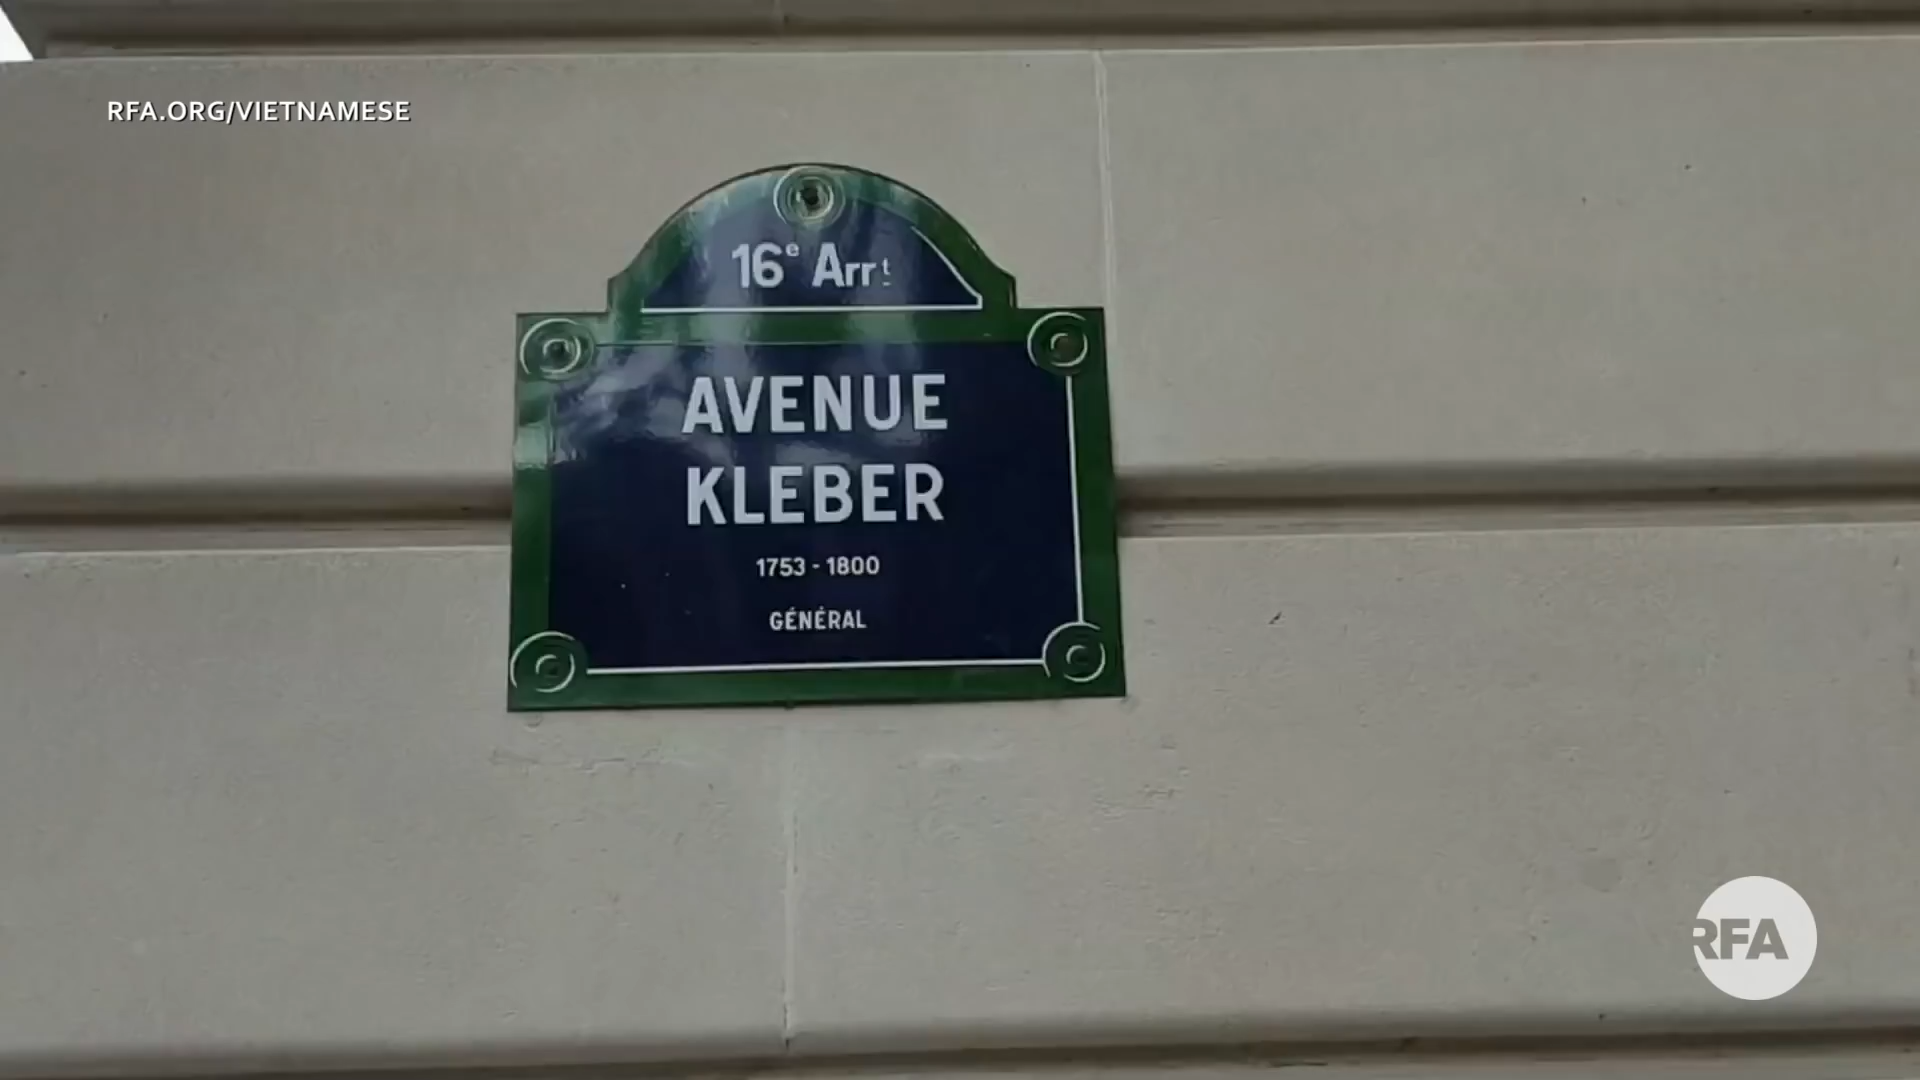 RFA.ORG/VIETNAMESE
16e Arrt
AVENUE
KLEBER
1753 - 1800
GÉNÉRAL
RFA